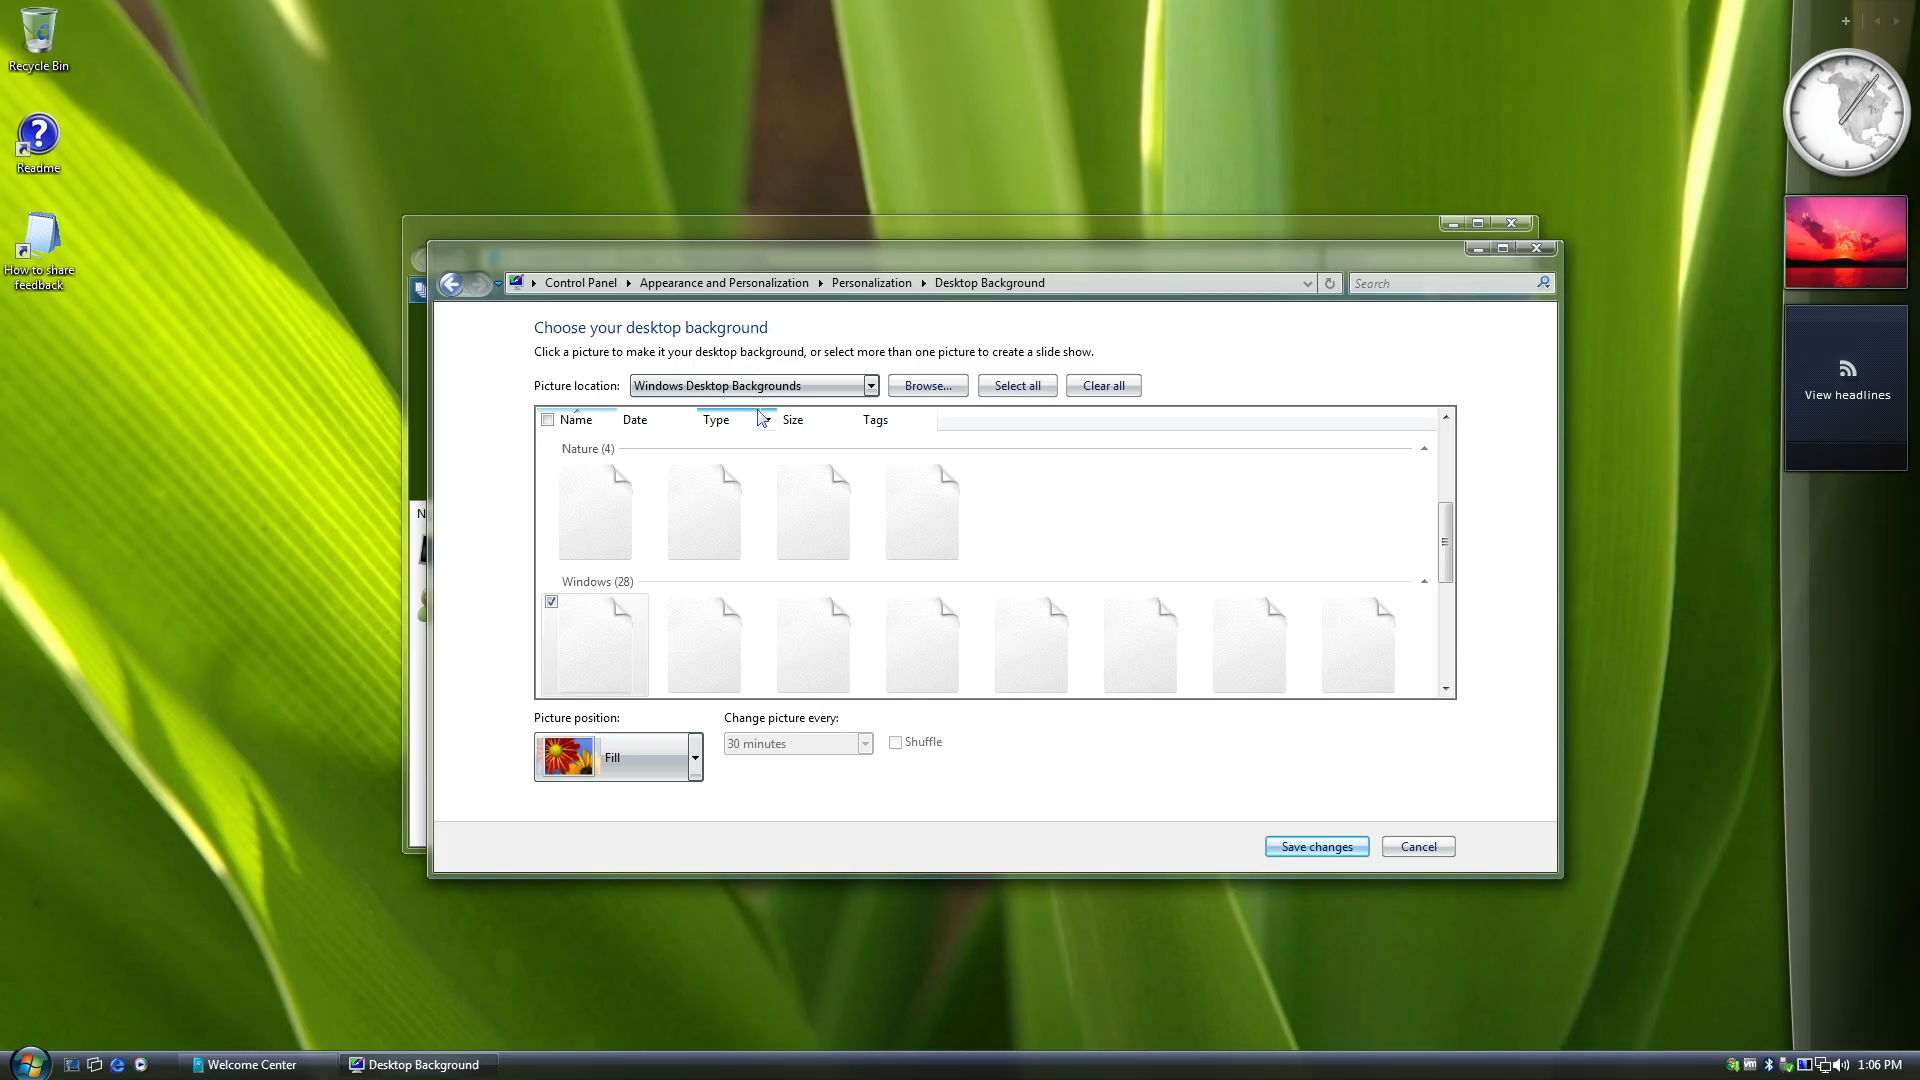 Recycle Bin
Readme
How to share
feedback
Control Panel
Appearance and Personalization
Personalization
Desktop Background
Search
Choose your desktop background
Click a picture to make it your desktop background, or select more than one picture to create a slide show.
Picture location:
Windows Desktop Backgrounds
Browse...
Select all
Clear all
Name
Date
Type
Size
Tags
Nature (4)
Windows (28)
Picture position:
Fill
Change picture every:
30 minutes
Shuffle
Save changes
Cancel
View headlines
Welcome Center
Desktop Background
1:06 PM